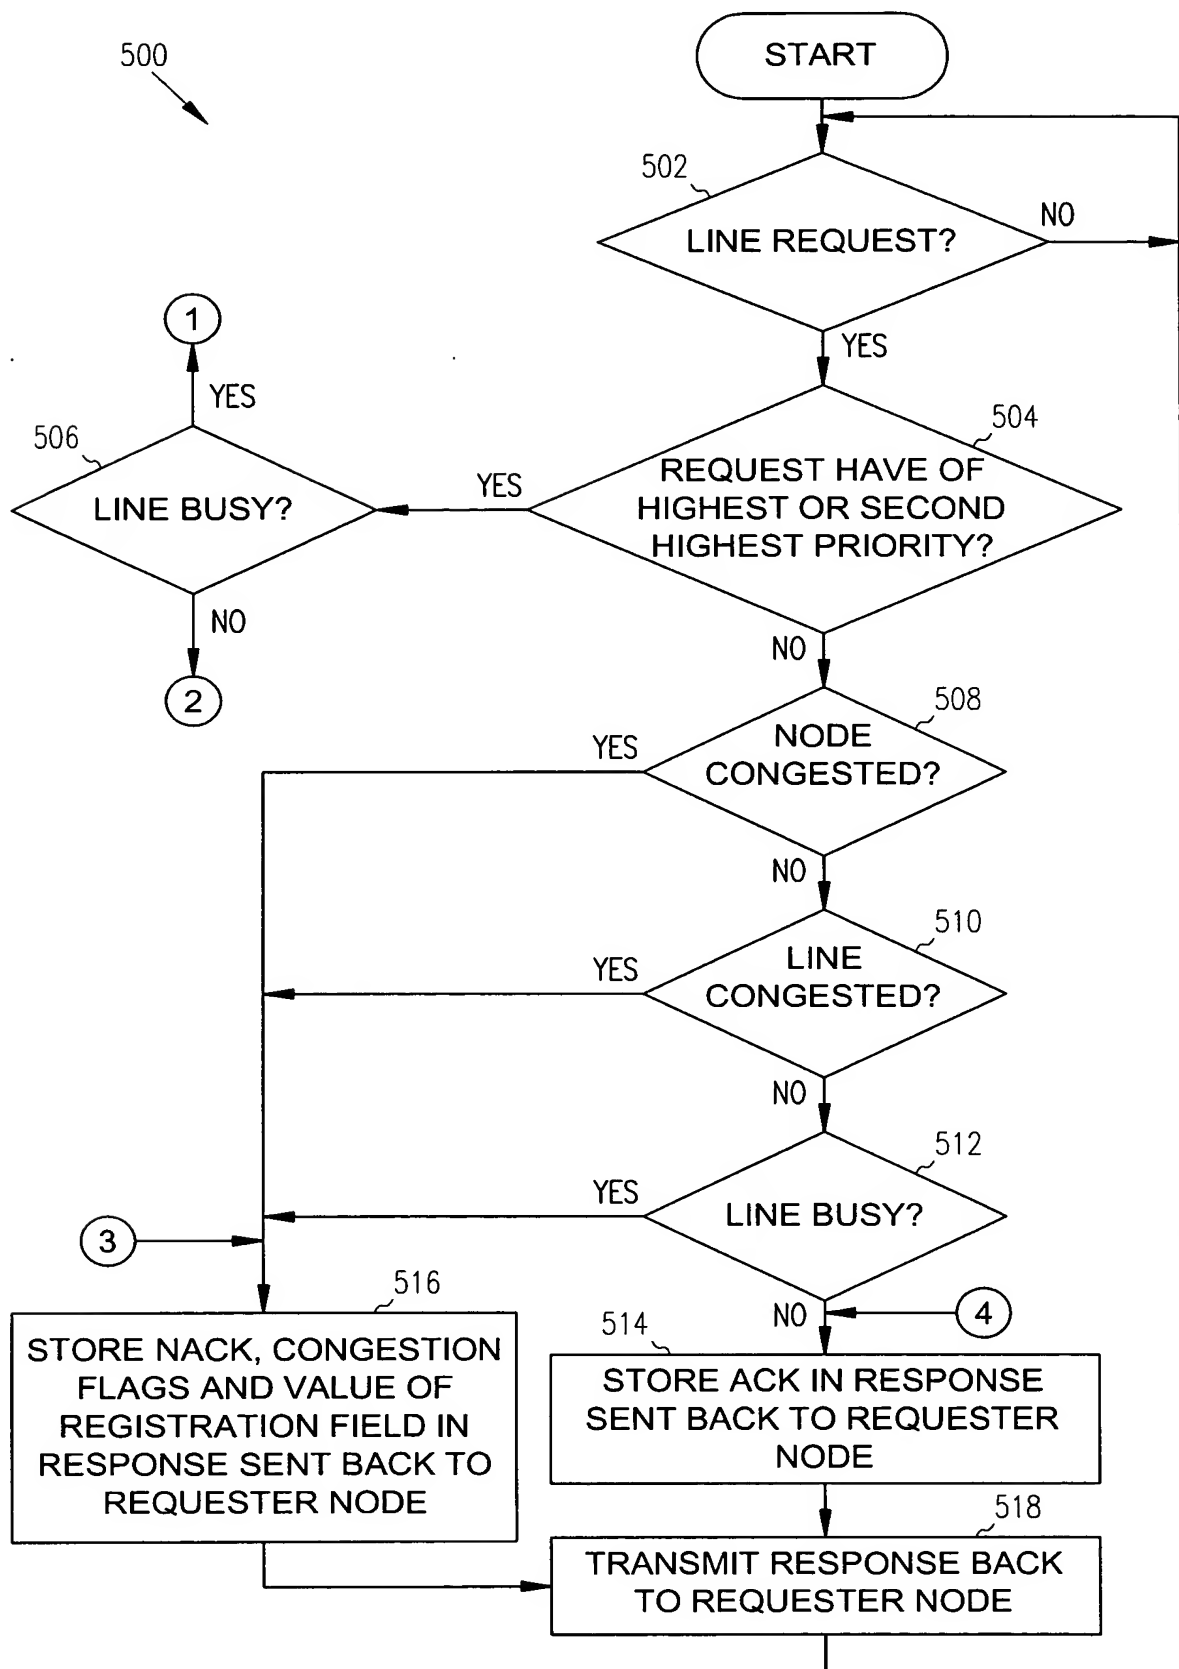 500
START
502
LINE REQUEST?
NO
YES
1
YES
506
LINE BUSY?
NO
2
504
REQUEST HAVE OF
HIGHEST OR SECOND
HIGHEST PRIORITY?
YES
NO
508
NODE
CONGESTED?
YES
NO
510
LINE
CONGESTED?
YES
NO
512
LINE BUSY?
YES
NO
3
4
516
STORE NACK, CONGESTION
FLAGS AND VALUE OF
REGISTRATION FIELD IN
RESPONSE SENT BACK TO
REQUESTER NODE
514
STORE ACK IN RESPONSE
SENT BACK TO REQUESTER
NODE
518
TRANSMIT RESPONSE BACK
TO REQUESTER NODE